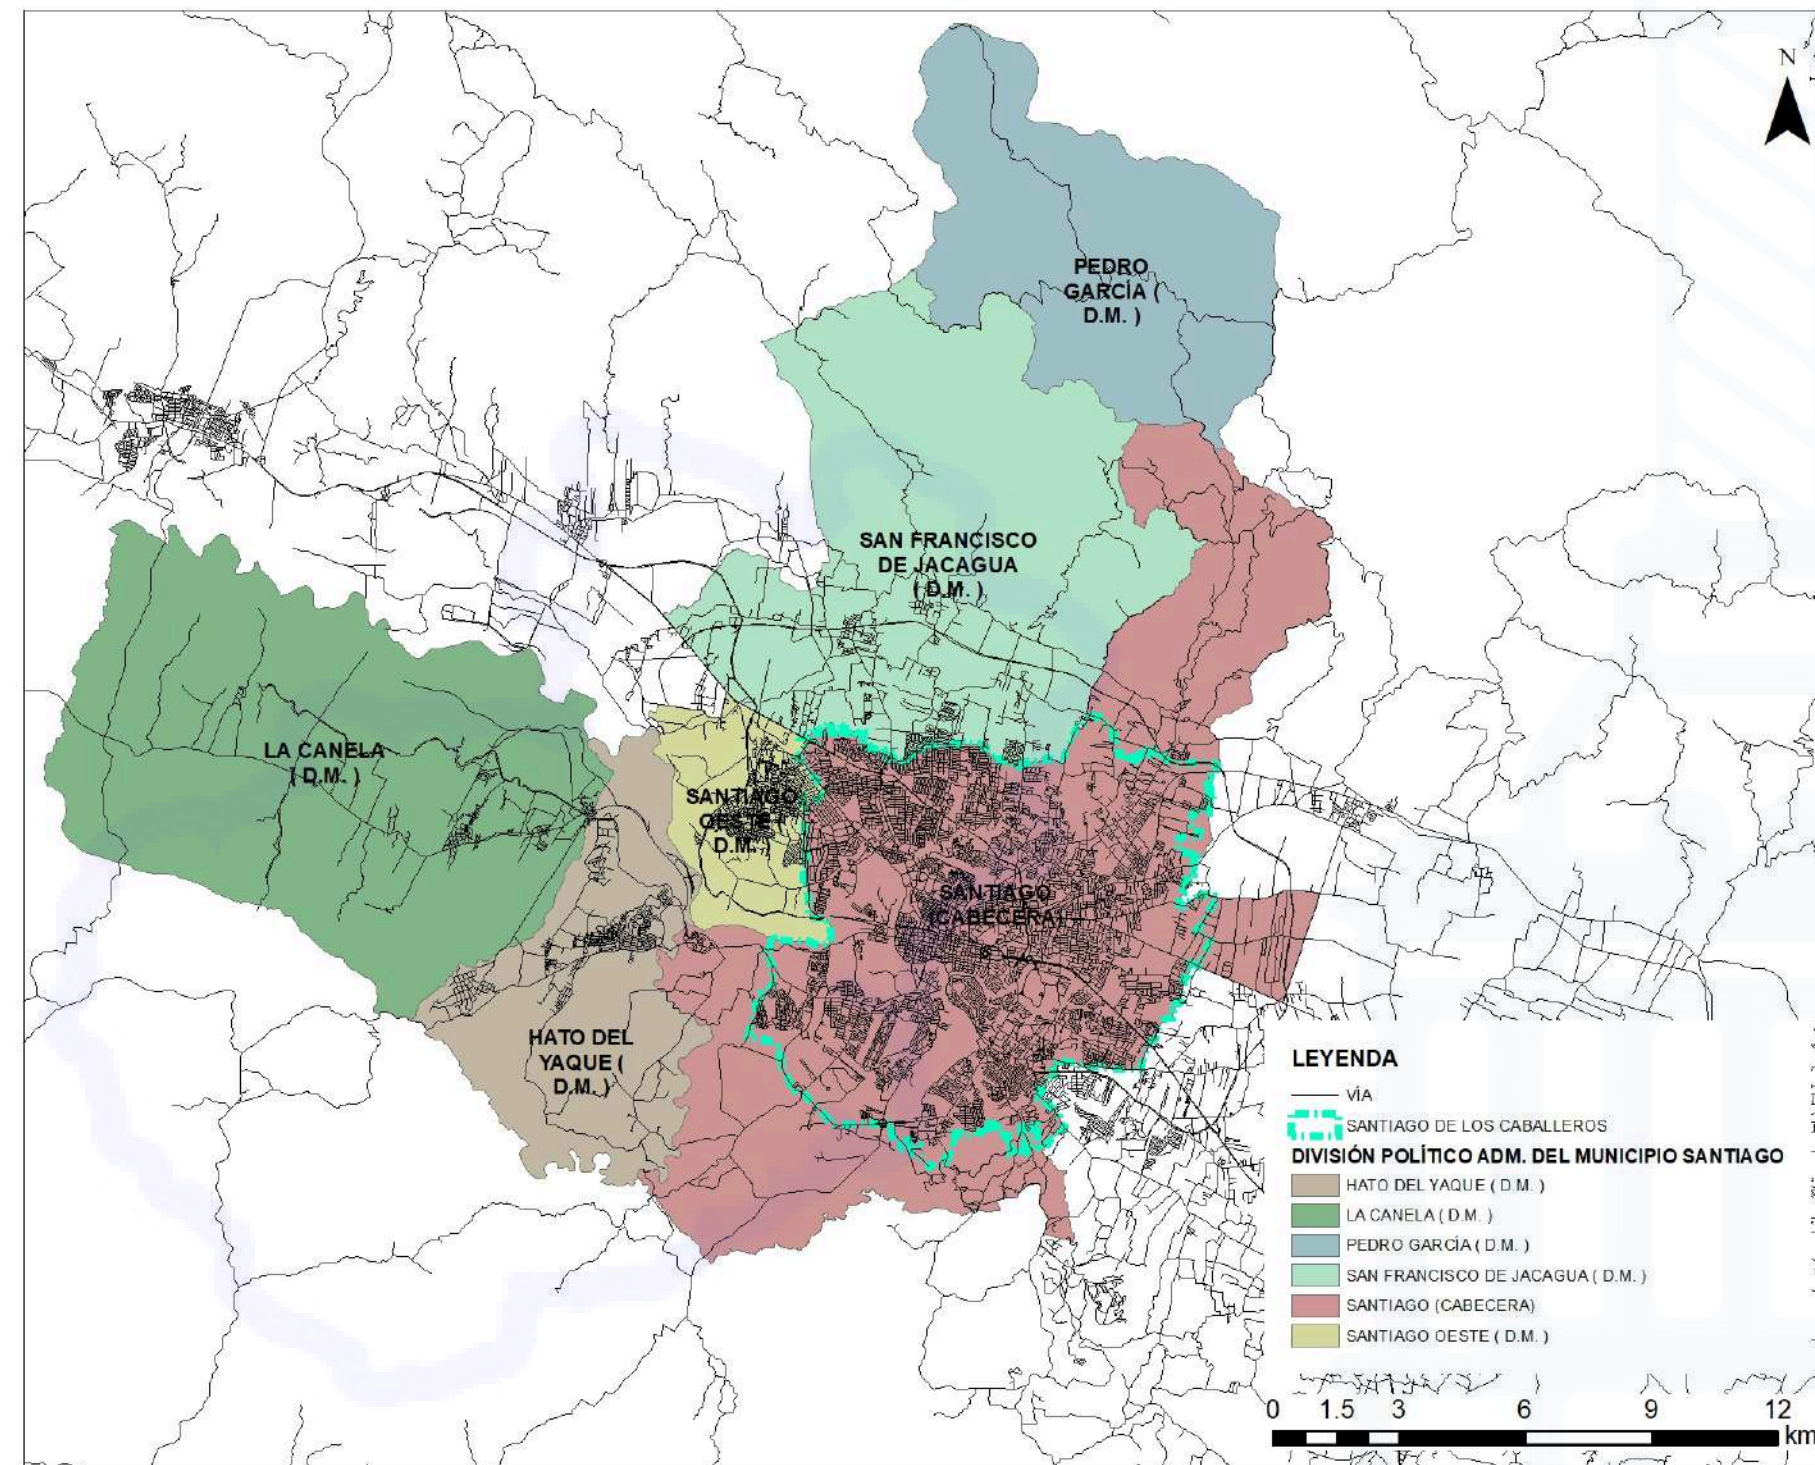 N
PEDRO
GARCÍA (
D.M. )
SAN FRANCISCO
DE JACAGUA
( D.M. )
LA CANELA
( D.M. )
SANTIAGO
OESTE (
D.M. )
SANTIAGO
(CABECERA)
HATO DEL
YAQUE (
D.M. )
LEYENDA
VÍA
SANTIAGO DE LOS CABALLEROS
DIVISIÓN POLÍTICO ADM. DEL MUNICIPIO SANTIAGO
HATO DEL YAQUE ( D.M. )
LA CANELA ( D.M. )
PEDRO GARCÍA ( D.M. )
SAN FRANCISCO DE JACAGUA ( D.M. )
SANTIAGO (CABECERA)
SANTIAGO OESTE ( D.M. )
0 1.5 3 6 9 12
km